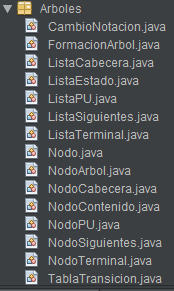 Arboles
CambioNotacion.java
FormacionArbol.java
ListaCabecera.java
ListaEstado.java
ListaPU.java
ListaSiguientes.java
ListaTerminal.java
Nodo.java
NodoArbol.java
NodoCabecera.java
NodoContenido.java
NodoPU.java
NodoSiguientes.java
NodoTerminal.java
TablaTransicion.java